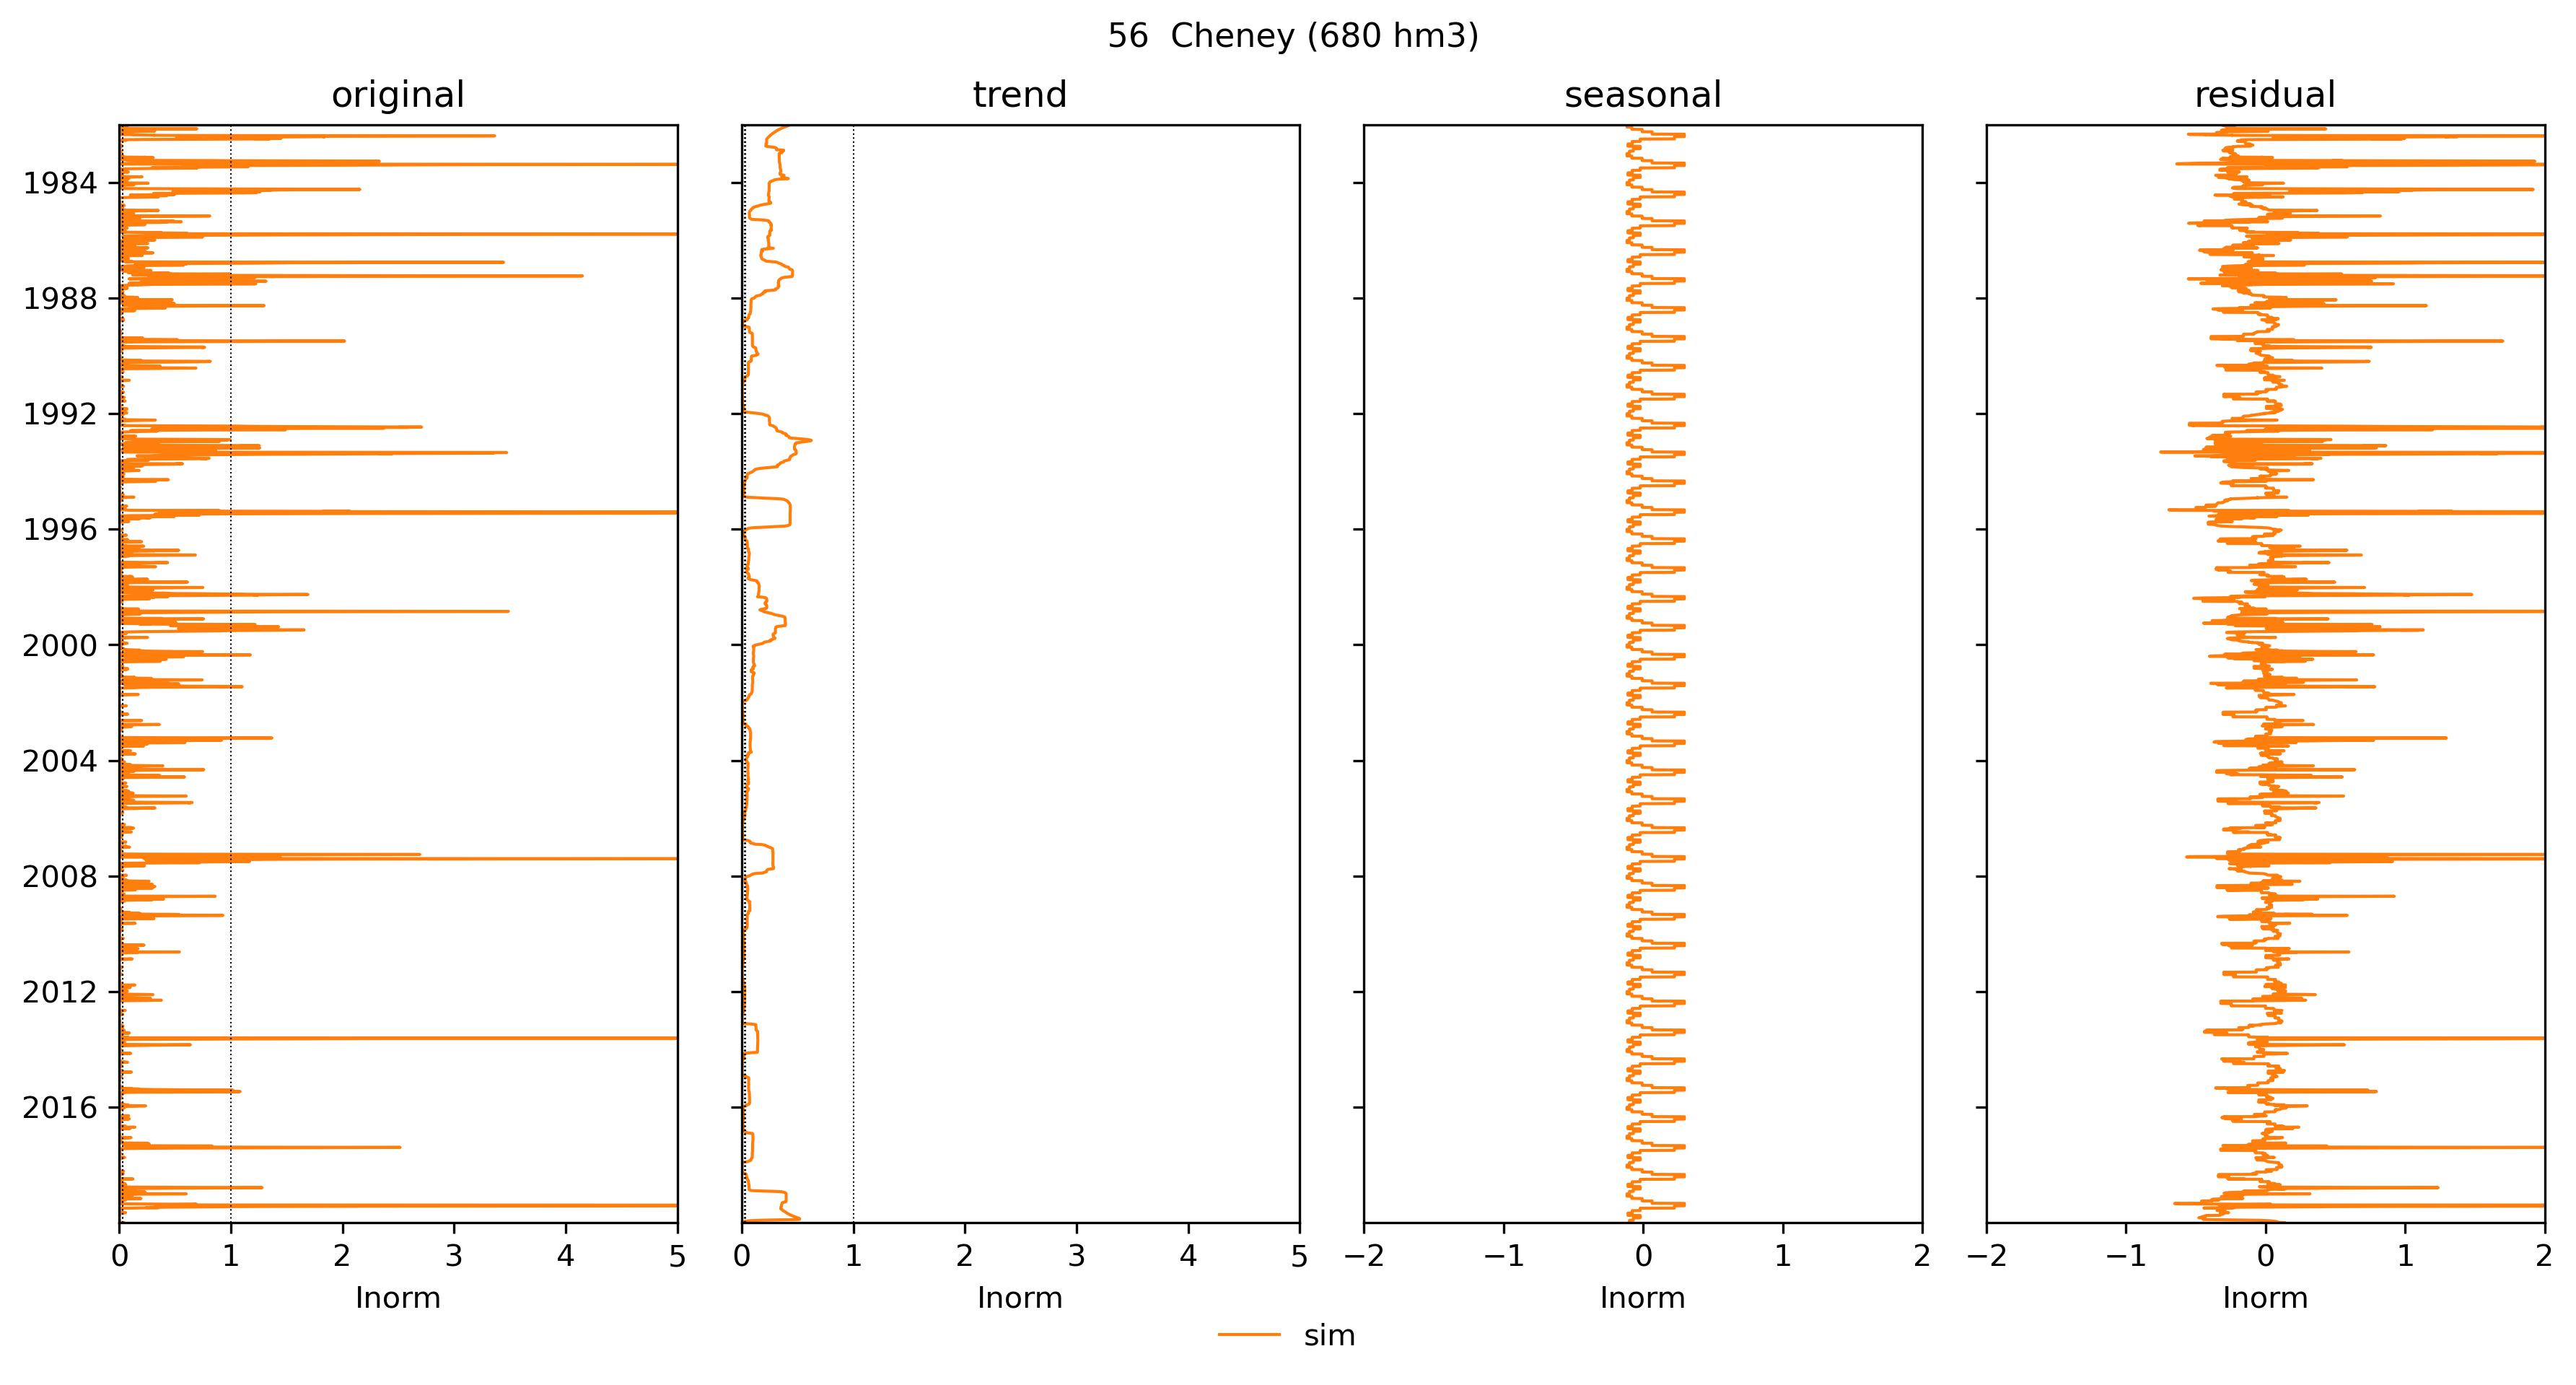 56  Cheney (680 hm3)
original
trend
seasonal
residual
1984
1988
1992
1996
2000
2004
2008
2012
2016
0 1 2 3 4 5
0 1 2 3 4 5
−2 −1 0 1 2
−2 −1 0 1 2
Inorm
Inorm
Inorm
Inorm
sim